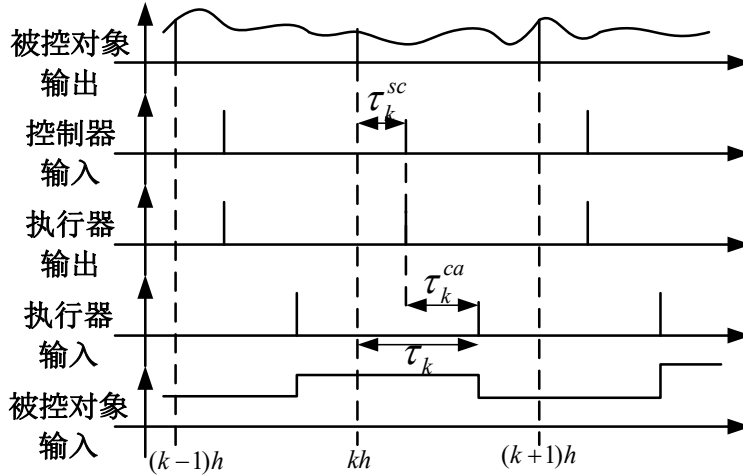 被控对象
输出
τ_k^{sc}
控制器
输入
执行器
输出
τ_k^{ca}
执行器
输入
τ_k
被控对象
输入
(k−1)h
kh
(k+1)h